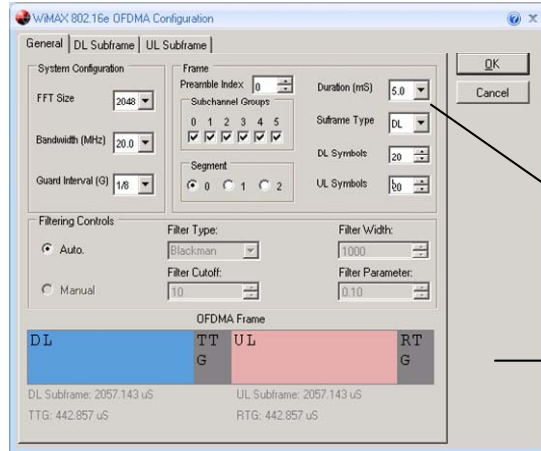 WiMAX 802.16e OFDMA Configuration
General DL Subframe UL Subframe
System Configuration
FFT Size 2048
Bandwidth (MHz) 20.0
Guard Interval (G) 1/8
Frame
Preamble Index 0
Subchannel Groups
0 1 2 3 4 5
Segment
0 1 2
Duration (mS) 5.0
Suframe Type DL
DL Symbols 20
UL Symbols 20
OK
Cancel
Filtering Controls
Auto.
Manual
Filter Type:
Blackman
Filter Width:
1000
Filter Cutoff:
10
Filter Parameter:
0.10
OFDMA Frame
DL TT UL RT
G G
DL Subframe: 2057.143 uS UL Subframe: 2057.143 uS
TTG: 442.857 uS RTG: 442.857 uS